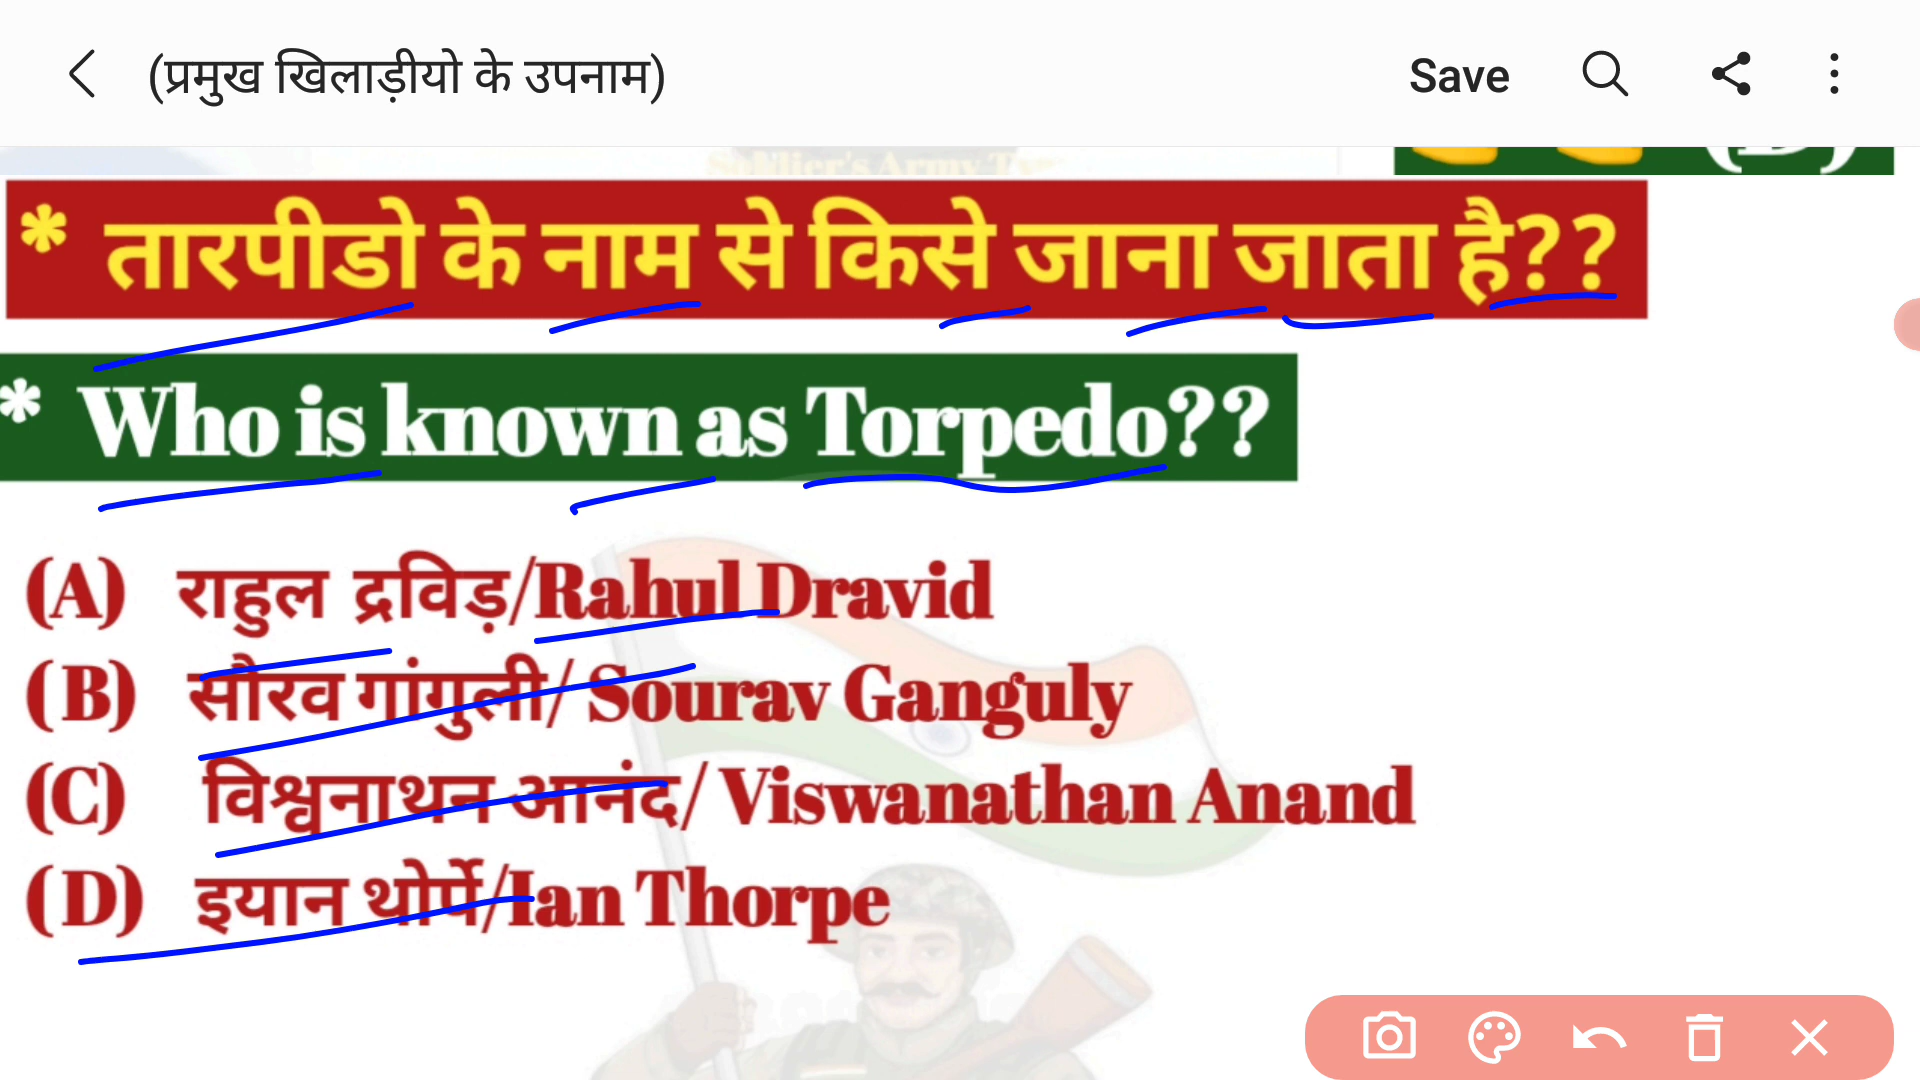 (प्रमुख खिलाड़ीयो के उपनाम) Save
(D)
* तारपीडो के नाम से किसे जाना जाता है??
* Who is known as Torpedo??
(A) राहुल द्रविड़/Rahul Dravid
(B) सौरव गांगुली/ Sourav Ganguly
(C) विश्वनाथन आनंद/ Viswanathan Anand
(D) इयान थोर्पे/Ian Thorpe